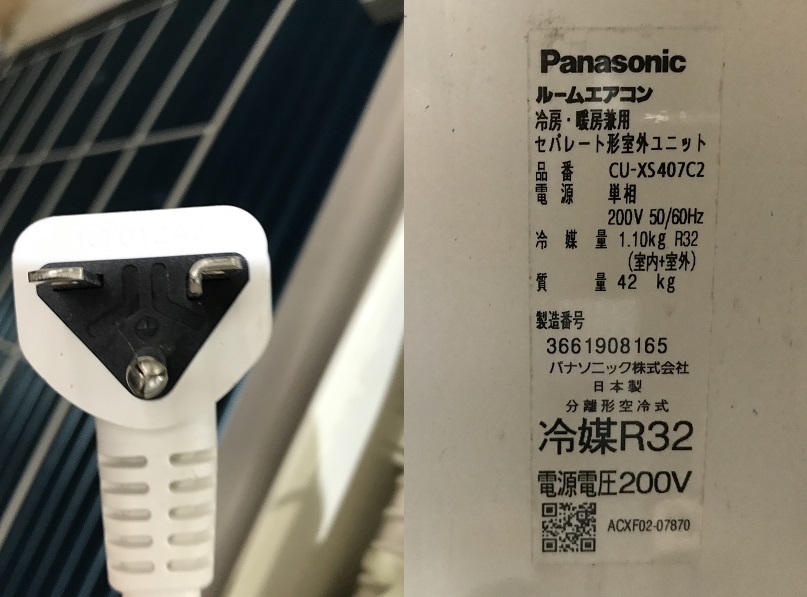 Panasonic
ルームエアコン
冷房・暖房兼用
セパレート形室外ユニット
品 番 CU-XS407C2
電 源 単相
200V 50/60Hz
冷 媒 量 1.10kg R32
(室内+室外)
質 量 42 kg
製造番号
3661908165
パナソニック株式会社
日本製
分離形空冷式
冷媒R32
電源電圧200V
ACXF02-07870